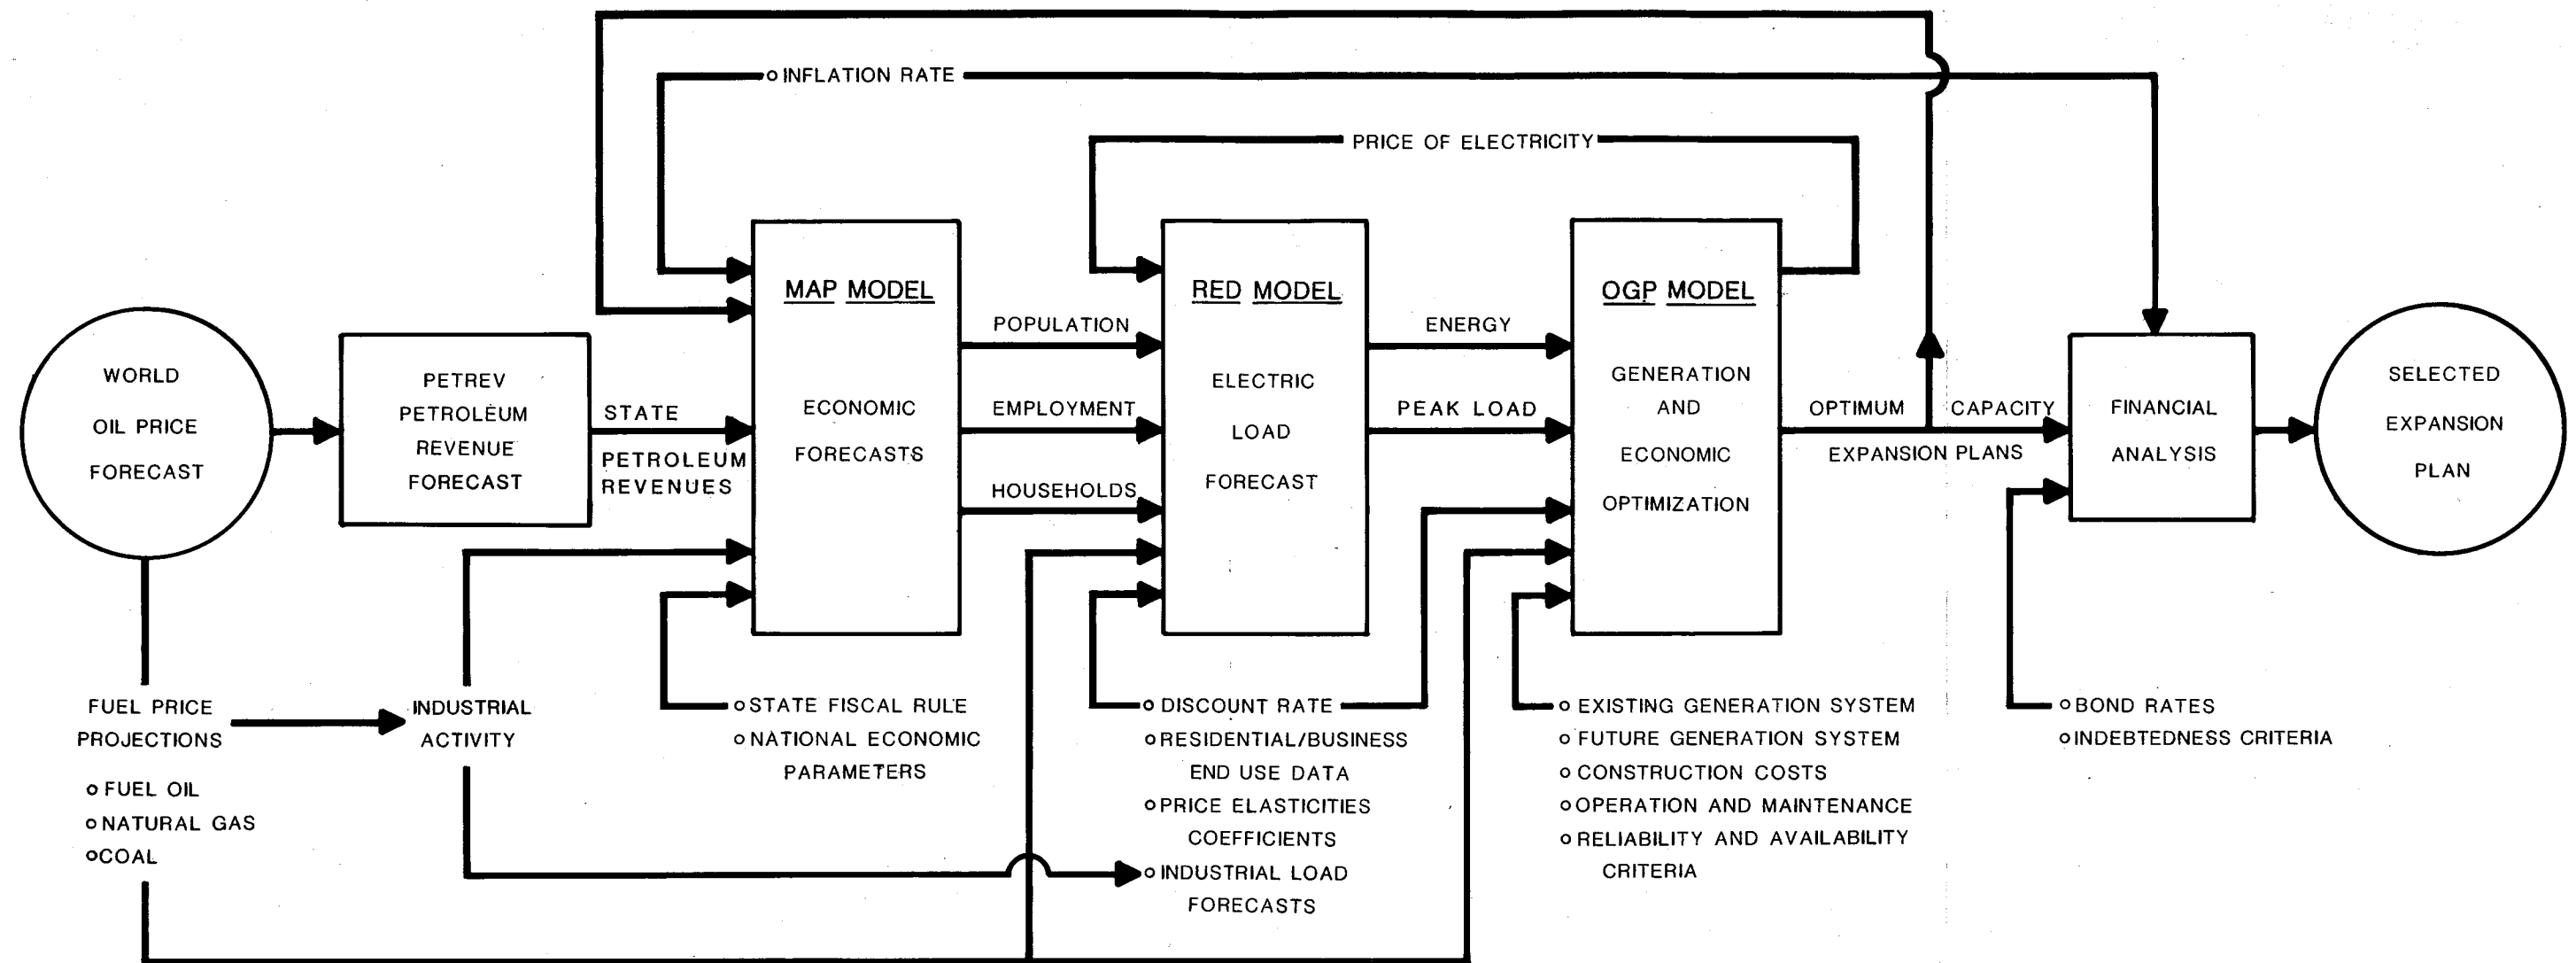 INFLATION RATE
PRICE OF ELECTRICITY
WORLD
OIL PRICE
FORECAST
PETREV
PETROLEUM
REVENUE
FORECAST
STATE
PETROLEUM
REVENUES
MAP MODEL
ECONOMIC
FORECASTS
POPULATION
EMPLOYMENT
HOUSEHOLDS
RED MODEL
ELECTRIC
LOAD
FORECAST
ENERGY
PEAK LOAD
OGP MODEL
GENERATION
AND
ECONOMIC
OPTIMIZATION
OPTIMUM CAPACITY
EXPANSION PLANS
FINANCIAL
ANALYSIS
SELECTED
EXPANSION
PLAN
FUEL PRICE
PROJECTIONS
FUEL OIL
NATURAL GAS
COAL
INDUSTRIAL
ACTIVITY
STATE FISCAL RULE
NATIONAL ECONOMIC
PARAMETERS
DISCOUNT RATE
RESIDENTIAL/BUSINESS
END USE DATA
PRICE ELASTICITIES
COEFFICIENTS
INDUSTRIAL LOAD
FORECASTS
EXISTING GENERATION SYSTEM
FUTURE GENERATION SYSTEM
CONSTRUCTION COSTS
OPERATION AND MAINTENANCE
RELIABILITY AND AVAILABILITY
CRITERIA
BOND RATES
INDEBTEDNESS CRITERIA